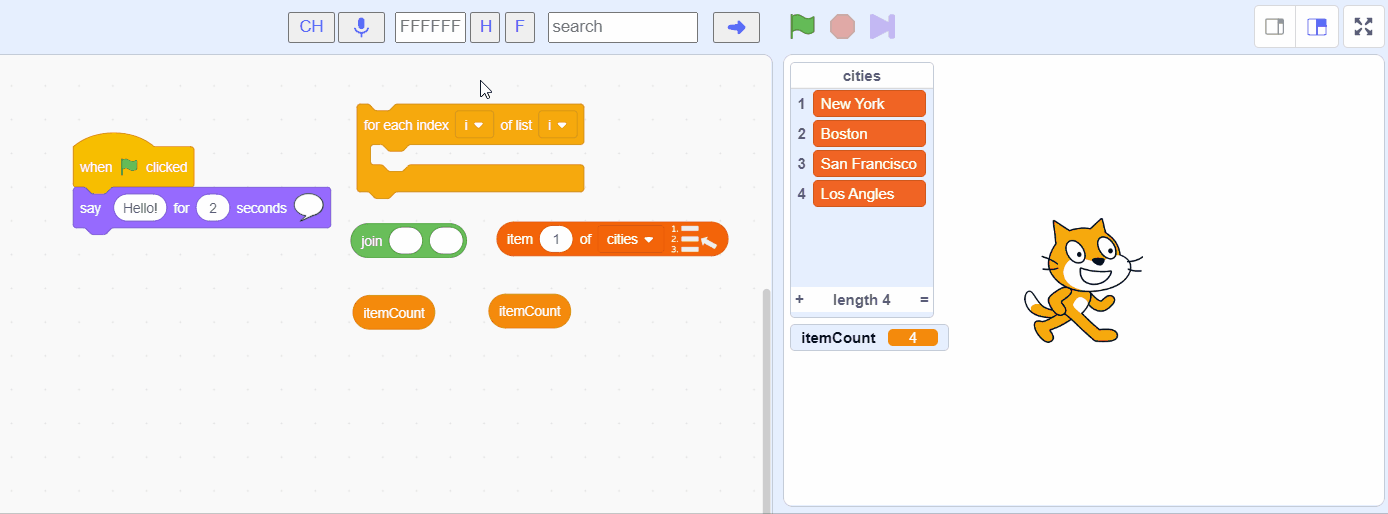 CH FFFFFF H F search
when clicked
say Hello! for 2 seconds
for each index i of list i
join
item 1 of cities
1.
2.
3.
itemCount
itemCount
cities
1 New York
2 Boston
3 San Francisco
4 Los Angles
+ length 4 =
itemCount 4